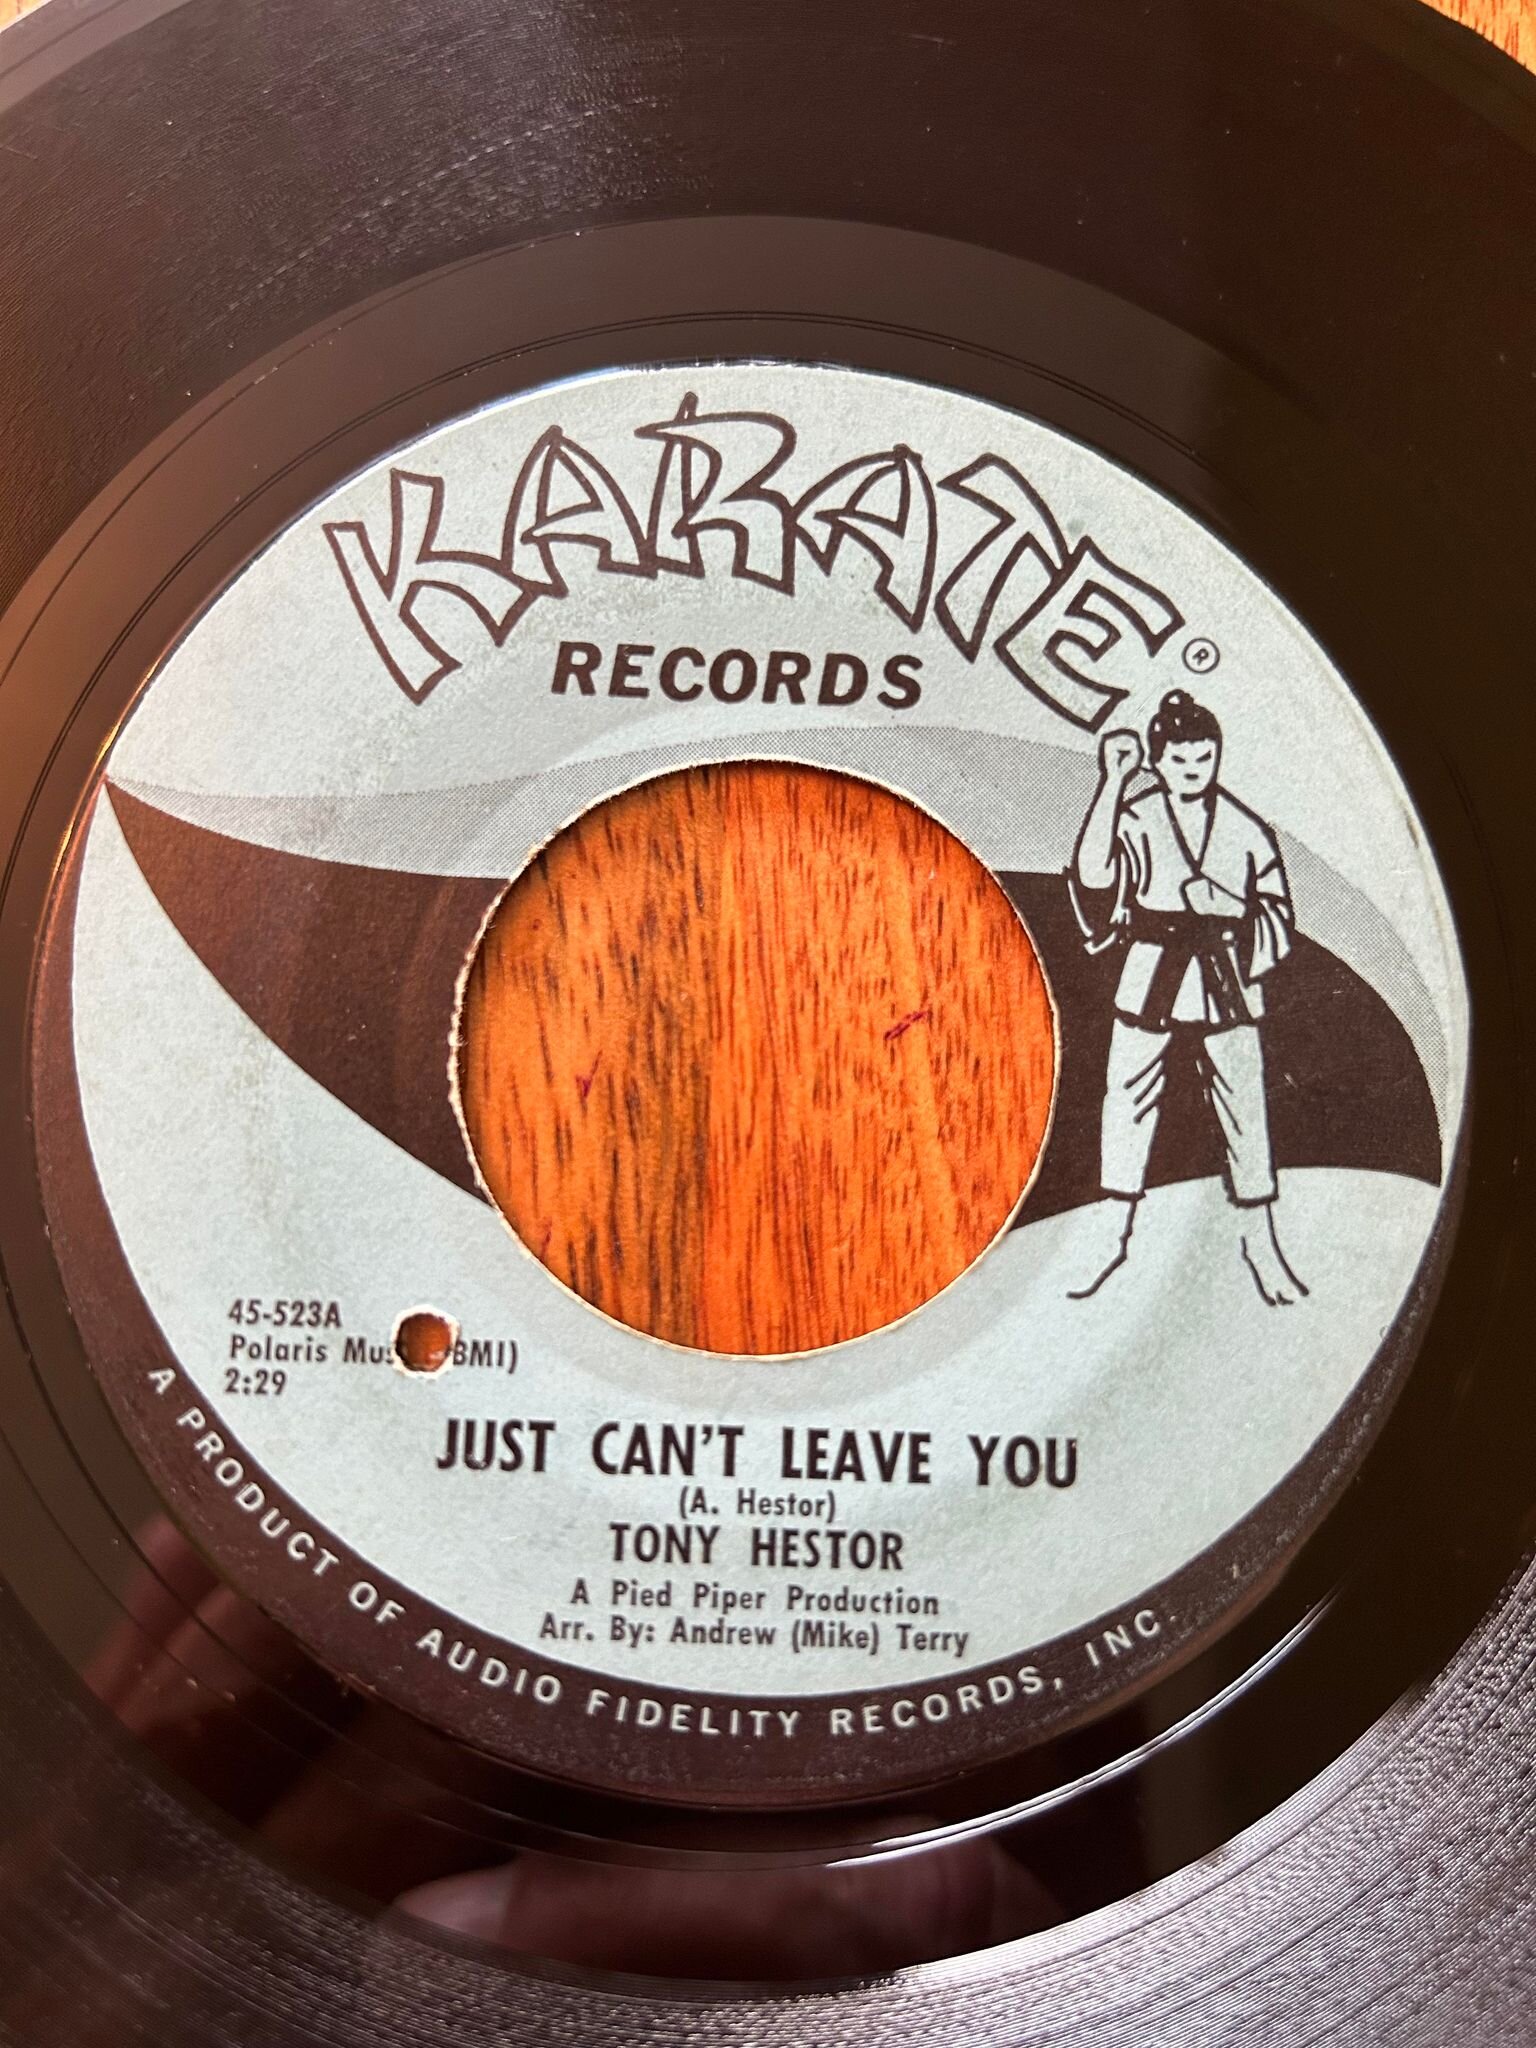 KARATE ®
RECORDS
45-523A
Polaris BMI)
2:29
JUST CAN'T LEAVE YOU
(A. Hestor)
TONY HESTOR
A Pied Piper Production
Arr. By: Andrew (Mike) Terry
A PRODUCT OF AUDIO FIDELITY RECORDS, INC.